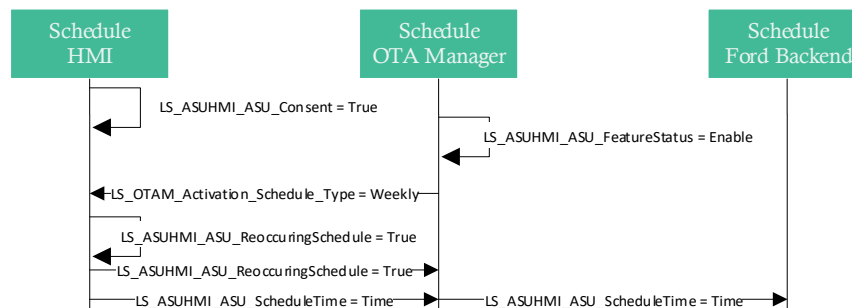 Schedule
HMI
Schedule
OTA Manager
Schedule
Ford Backend
LS_ASUHMI_ASU_Consent = True
LS_ASUHMI_ASU_FeatureStatus = Enable
LS_OTAM_Activation_Schedule_Type = Weekly
LS_ASUHMI_ASU_ReoccuringSchedule = True
LS_ASUHMI_ASU_ReoccuringSchedule = True
LS_ASUHMI_ASU_ScheduleTime = Time
LS_ASUHMI_ASU_ScheduleTime = Time